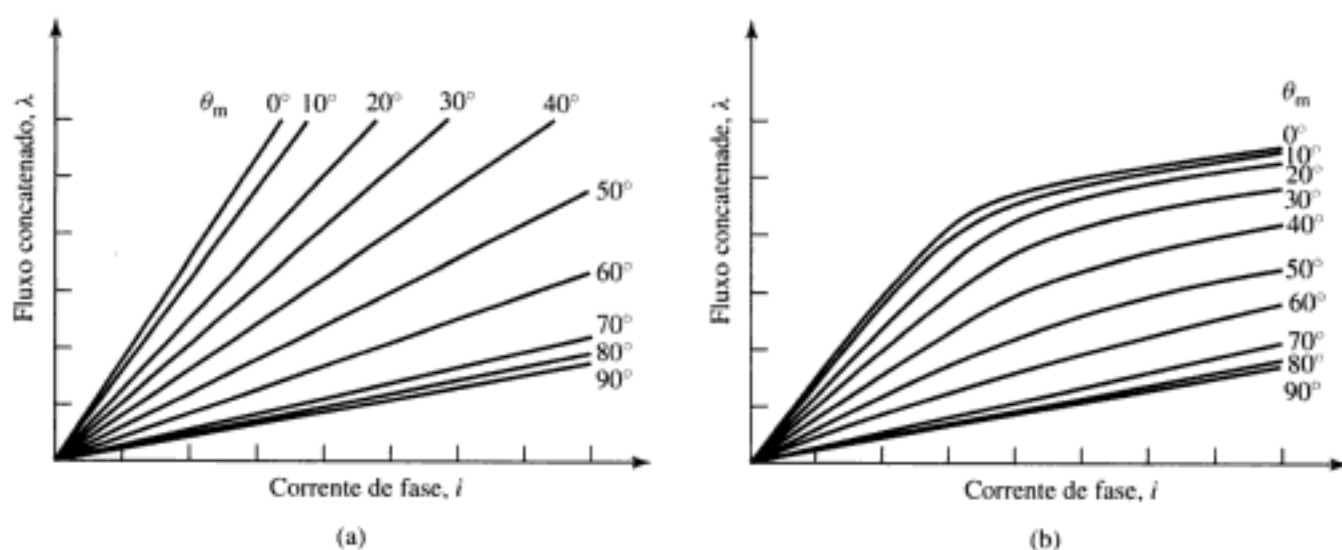 Fluxo concatenado, λ
θm 0° 10° 20° 30° 40°
50°
60°
70°
80°
90°
Corrente de fase, i
(a)
Fluxo concatenade, λ
θm
0°
10°
20°
30°
40°
50°
60°
70°
80°
90°
Corrente de fase, i
(b)